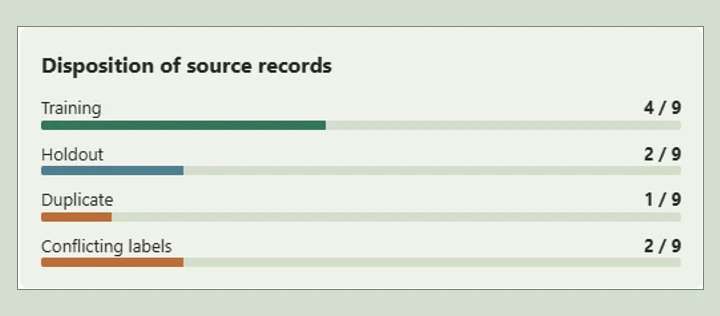 Disposition of source records
Training 4 / 9
Holdout 2 / 9
Duplicate 1 / 9
Conflicting labels 2 / 9